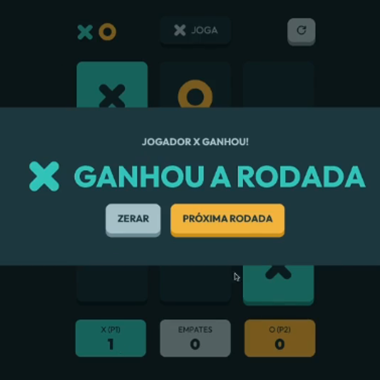 JOGA
JOGADOR X GANHOU!
GANHOU A RODADA
ZERAR
PRÓXIMA RODADA
X (P1)
1
EMPATES
0
O (P2)
0